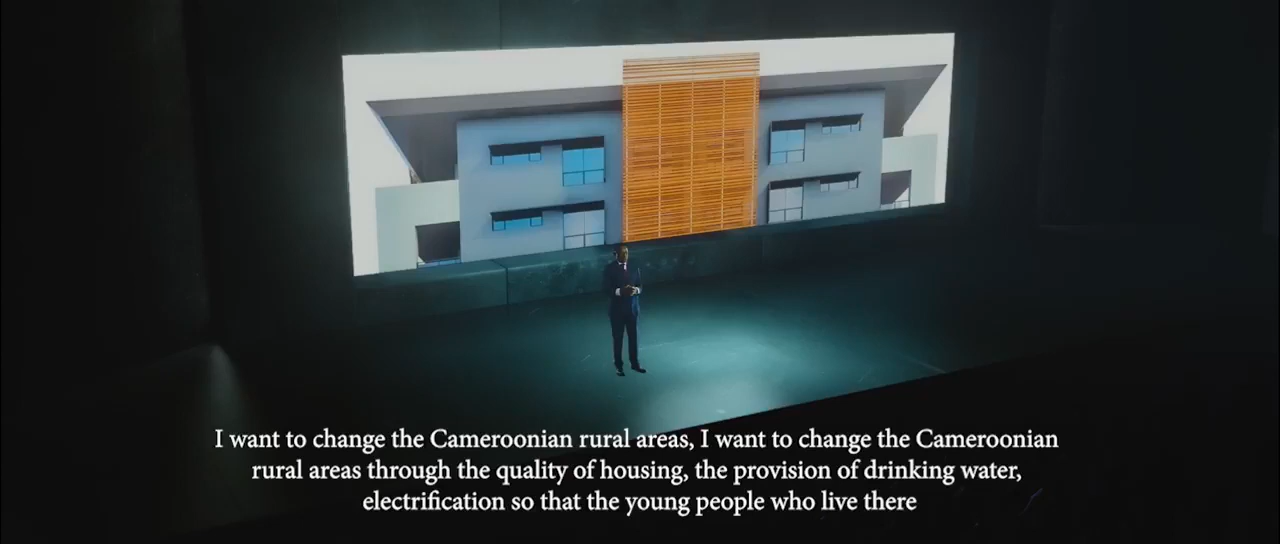 I want to change the Cameroonian rural areas, I want to change the Cameroonian
rural areas through the quality of housing, the provision of drinking water,
electrification so that the young people who live there